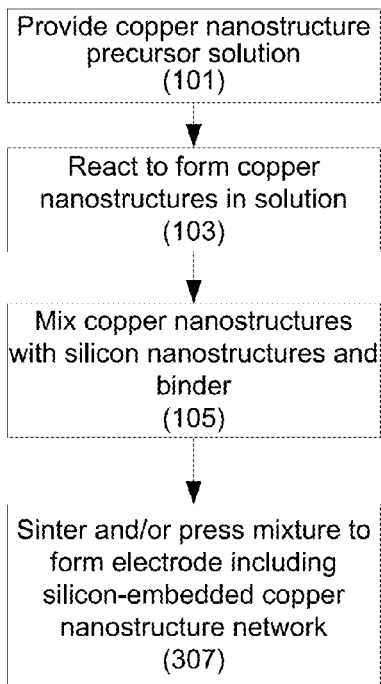 Provide copper nanostructure
precursor solution
(101)
React to form copper
nanostructures in solution
(103)
Mix copper nanostructures
with silicon nanostructures and
binder
(105)
Sinter and/or press mixture to
form electrode including
silicon-embedded copper
nanostructure network
(307)